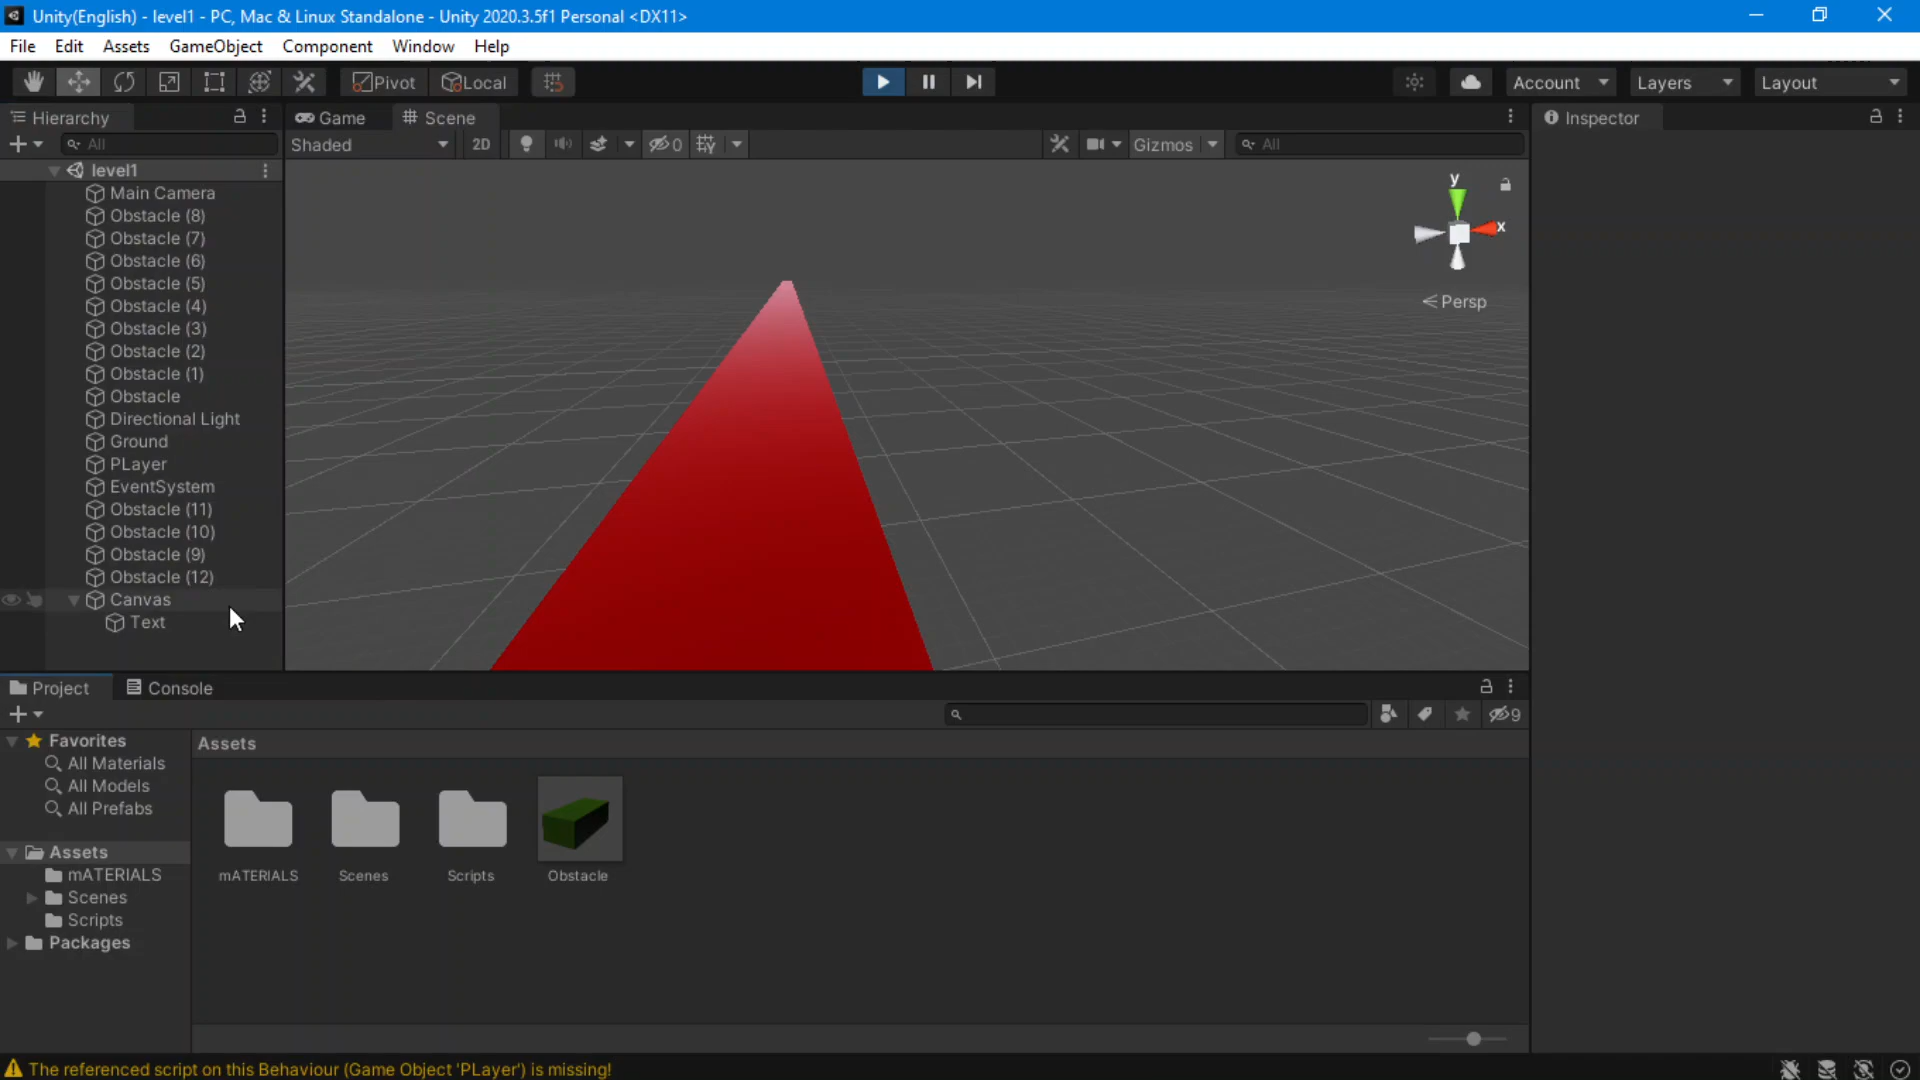 Unity(English) - level1 - PC, Mac & Linux Standalone - Unity 2020.3.5f1 Personal <DX11>
File Edit Assets GameObject Component Window Help
Pivot Local Account Layers Layout
Hierarchy Game Scene Inspector
All Shaded 2D 0 Gizmos All
level1
Main Camera
Obstacle (8)
Obstacle (7)
Obstacle (6)
Obstacle (5)
Obstacle (4)
Obstacle (3)
Obstacle (2)
Obstacle (1)
Obstacle
Directional Light
Ground
PLayer
EventSystem
Obstacle (11)
Obstacle (10)
Obstacle (9)
Obstacle (12)
Canvas
Text
y
x
Persp
Project Console
9
Favorites
All Materials
All Models
All Prefabs
Assets
mATERIALS
Scenes
Scripts
Packages
Assets
mATERIALS Scenes Scripts Obstacle
The referenced script on this Behaviour (Game Object 'PLayer') is missing!